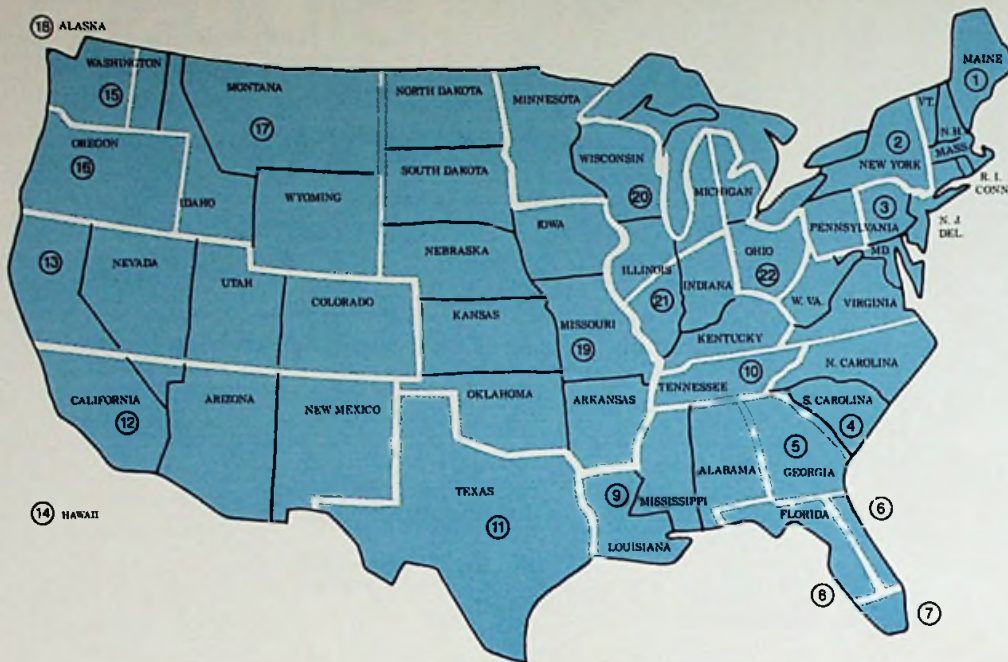 18 ALASKA
WASHINGTON
15
MONTANA
17
NORTH DAKOTA
MINNESOTA
MAINE
1
VT.
N.H.
MASS.
2
NEW YORK
R. I.
CONN
OREGON
16
IDAHO
WYOMING
SOUTH DAKOTA
WISCONSIN
20
MICHIGAN
3
PENNSYLVANIA
N. J.
DEL.
MD
13
NEVADA
UTAH
COLORADO
NEBRASKA
IOWA
ILLINOIS
21
INDIANA
OHIO
22
W. VA.
VIRGINIA
KANSAS
MISSOURI
19
KENTUCKY
10
TENNESSEE
N. CAROLINA
CALIFORNIA
12
ARIZONA
NEW MEXICO
OKLAHOMA
ARKANSAS
S. CAROLINA
4
5
GEORGIA
ALABAMA
MISSISSIPPI
14 HAWAII
TEXAS
11
9
LOUISIANA
FLORIDA
6
8
7